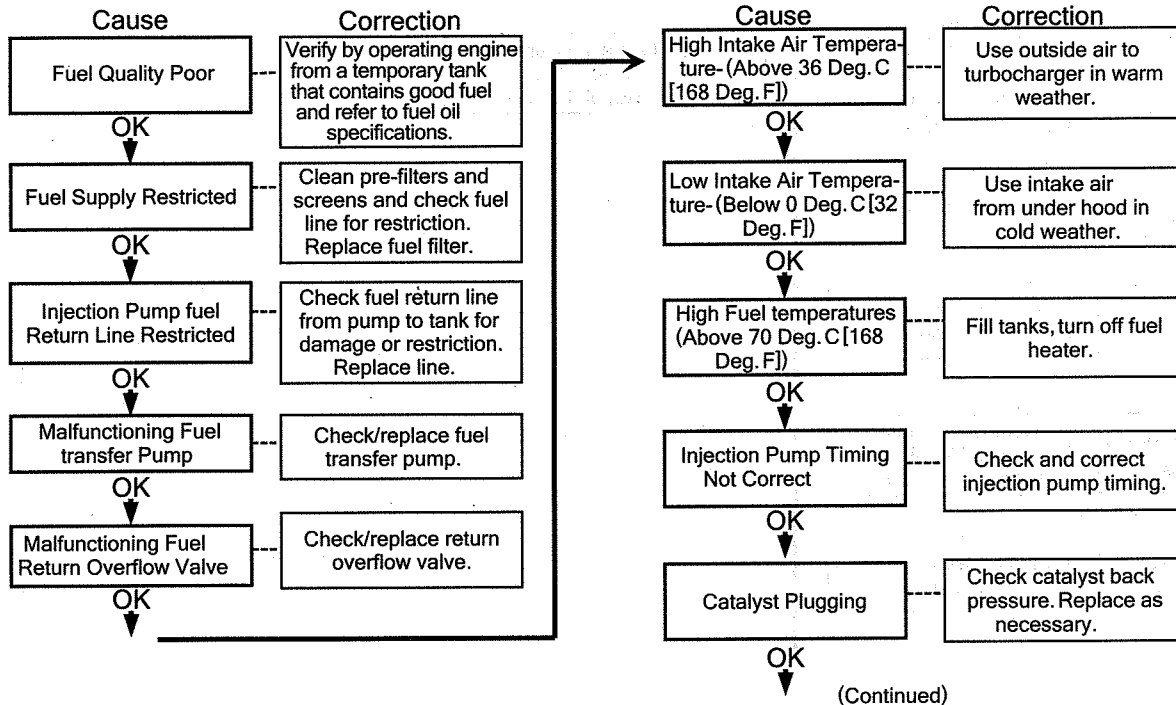 Cause
Correction
Fuel Quality Poor
Verify by operating engine
from a temporary tank
that contains good fuel
and refer to fuel oil
specifications.
OK
Fuel Supply Restricted
Clean pre-filters and
screens and check fuel
line for restriction.
Replace fuel filter.
OK
Injection Pump fuel
Return Line Restricted
Check fuel return line
from pump to tank for
damage or restriction.
Replace line.
OK
Malfunctioning Fuel
transfer Pump
Check/replace fuel
transfer pump.
OK
Malfunctioning Fuel
Return Overflow Valve
Check/replace return
overflow valve.
OK
Cause
Correction
High Intake Air Tempera-
ture-(Above 36 Deg. C
[168 Deg. F])
Use outside air to
turbocharger in warm
weather.
OK
Low Intake Air Tempera-
ture-(Below 0 Deg. C [32
Deg. F])
Use intake air
from under hood in
cold weather.
OK
High Fuel temperatures
(Above 70 Deg. C [168
Deg. F])
Fill tanks, turn off fuel
heater.
OK
Injection Pump Timing
Not Correct
Check and correct
injection pump timing.
OK
Catalyst Plugging
Check catalyst back
pressure. Replace as
necessary.
OK
(Continued)